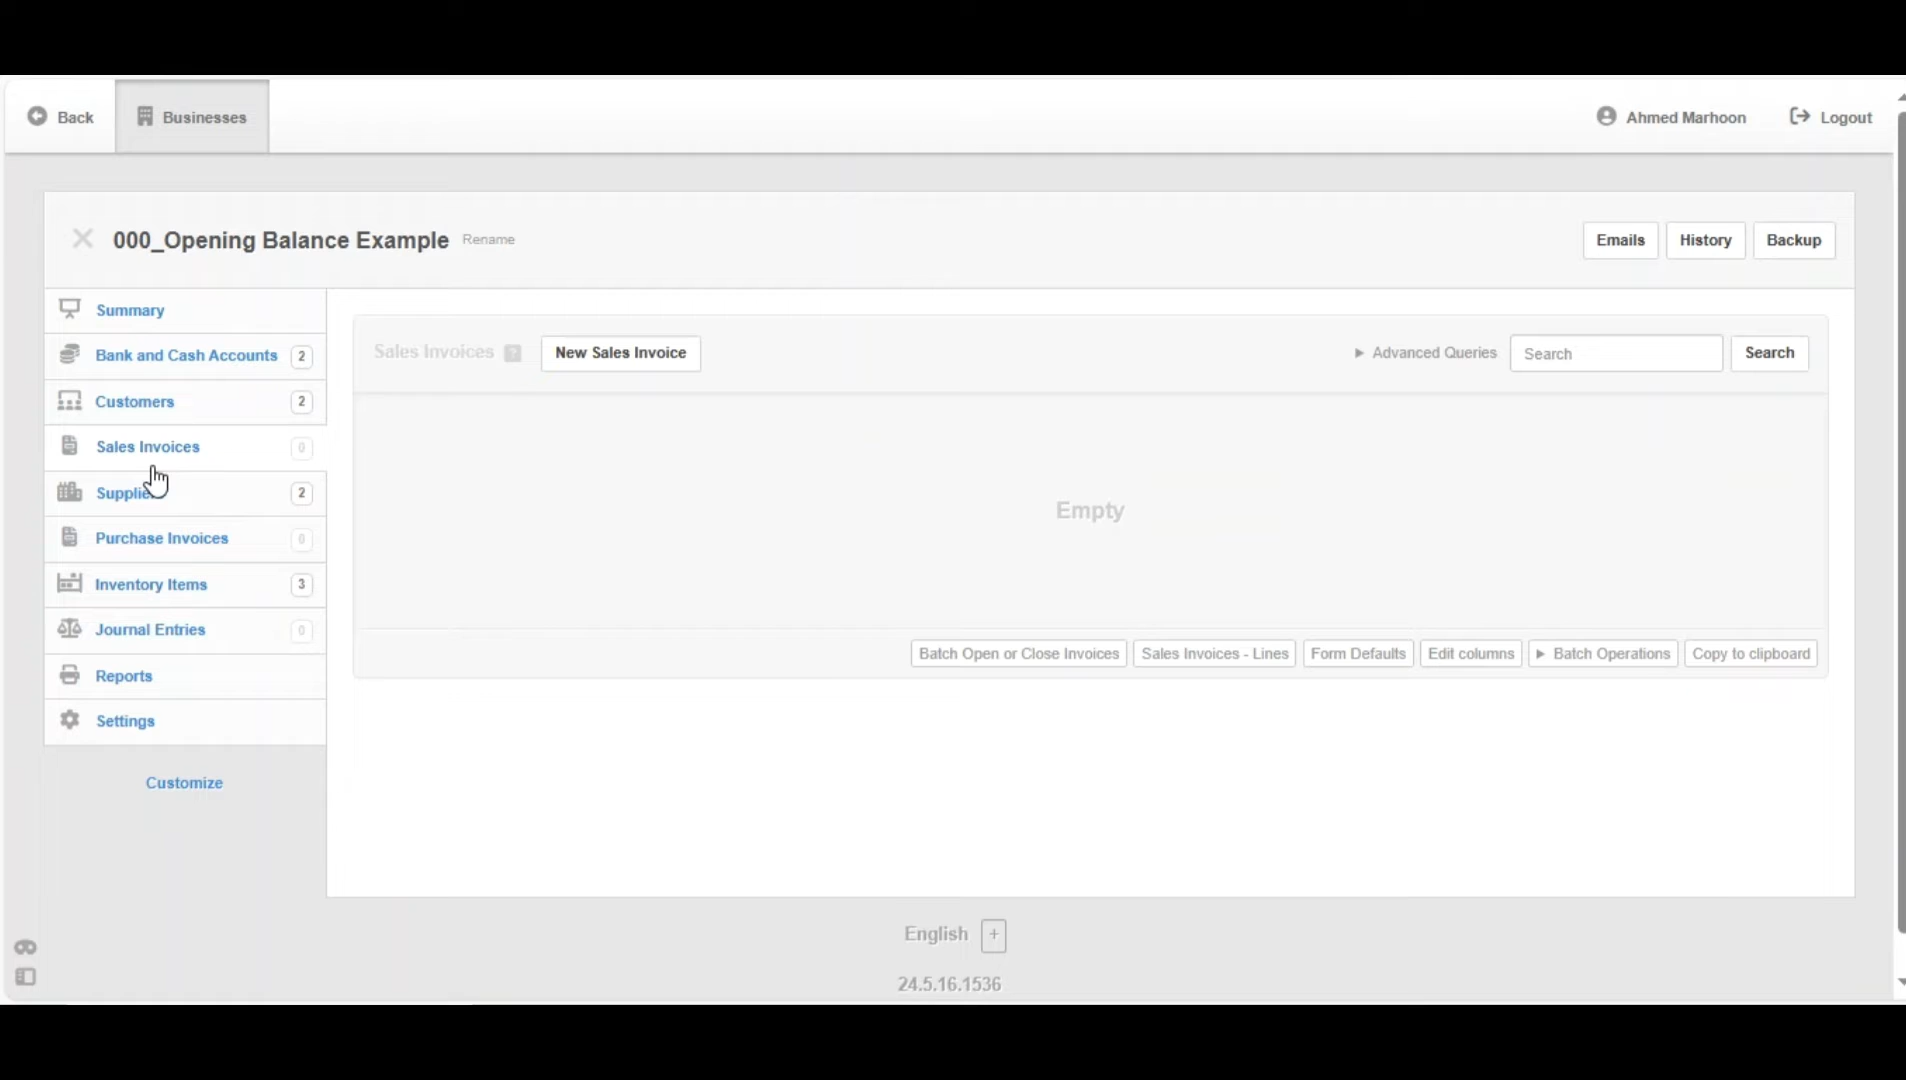 Back
Businesses
Ahmed Marhoon
Logout
000_Opening Balance Example Rename
Emails
History
Backup
Summary
Bank and Cash Accounts 2
Customers 2
Sales Invoices 0
2
Purchase Invoices 0
Inventory Items 3
Journal Entries 0
Reports
Settings
Customize
Sales Invoices ?
New Sales Invoice
Advanced Queries
Search
Search
Empty
Batch Open or Close Invoices
Sales Invoices - Lines
Form Defaults
Edit columns
Batch Operations
Copy to clipboard
English +
24.5.16.1536